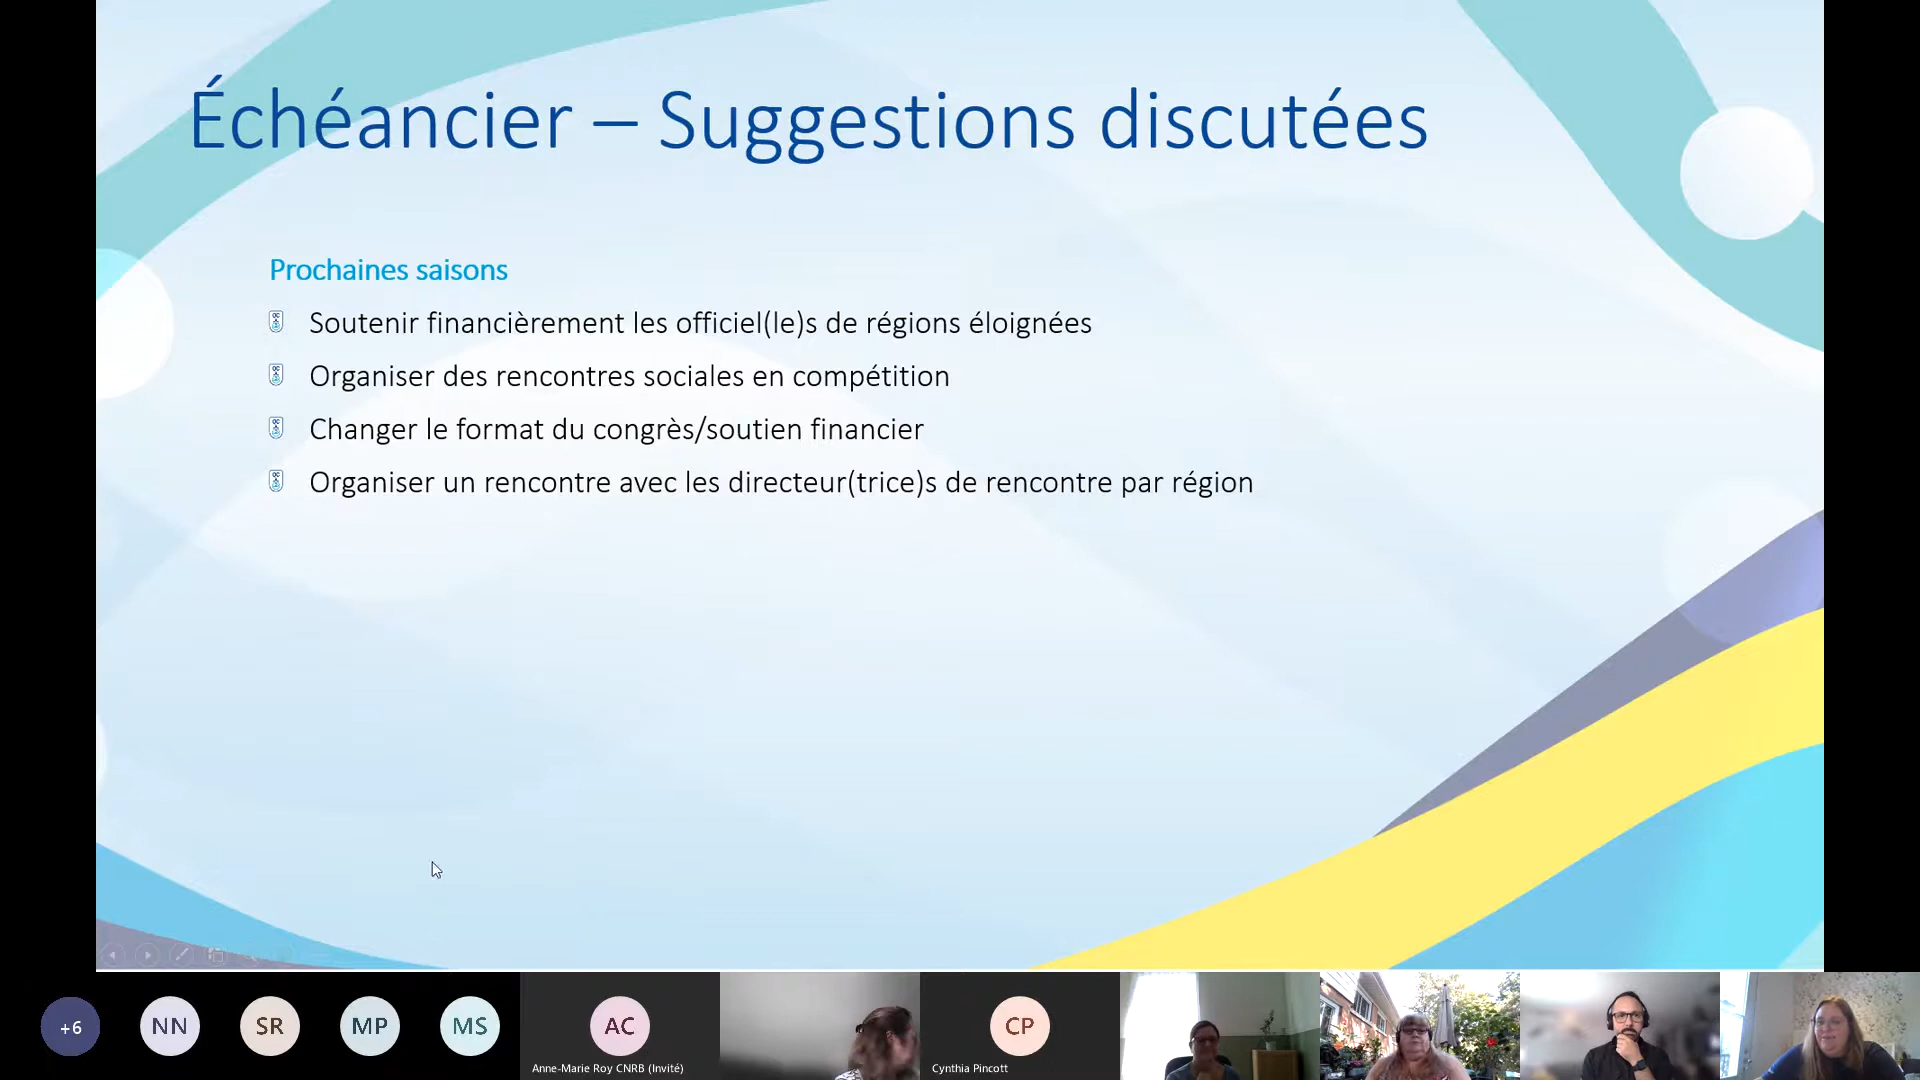 Échéancier – Suggestions discutées
Prochaines saisons
Soutenir financièrement les officiel(le)s de régions éloignées
Organiser des rencontres sociales en compétition
Changer le format du congrès/soutien financier
Organiser un rencontre avec les directeur(trice)s de rencontre par région
+6
NN
SR
MP
MS
AC
CP
Anne-Marie Roy CNRB (Invité)
Cynthia Pincott